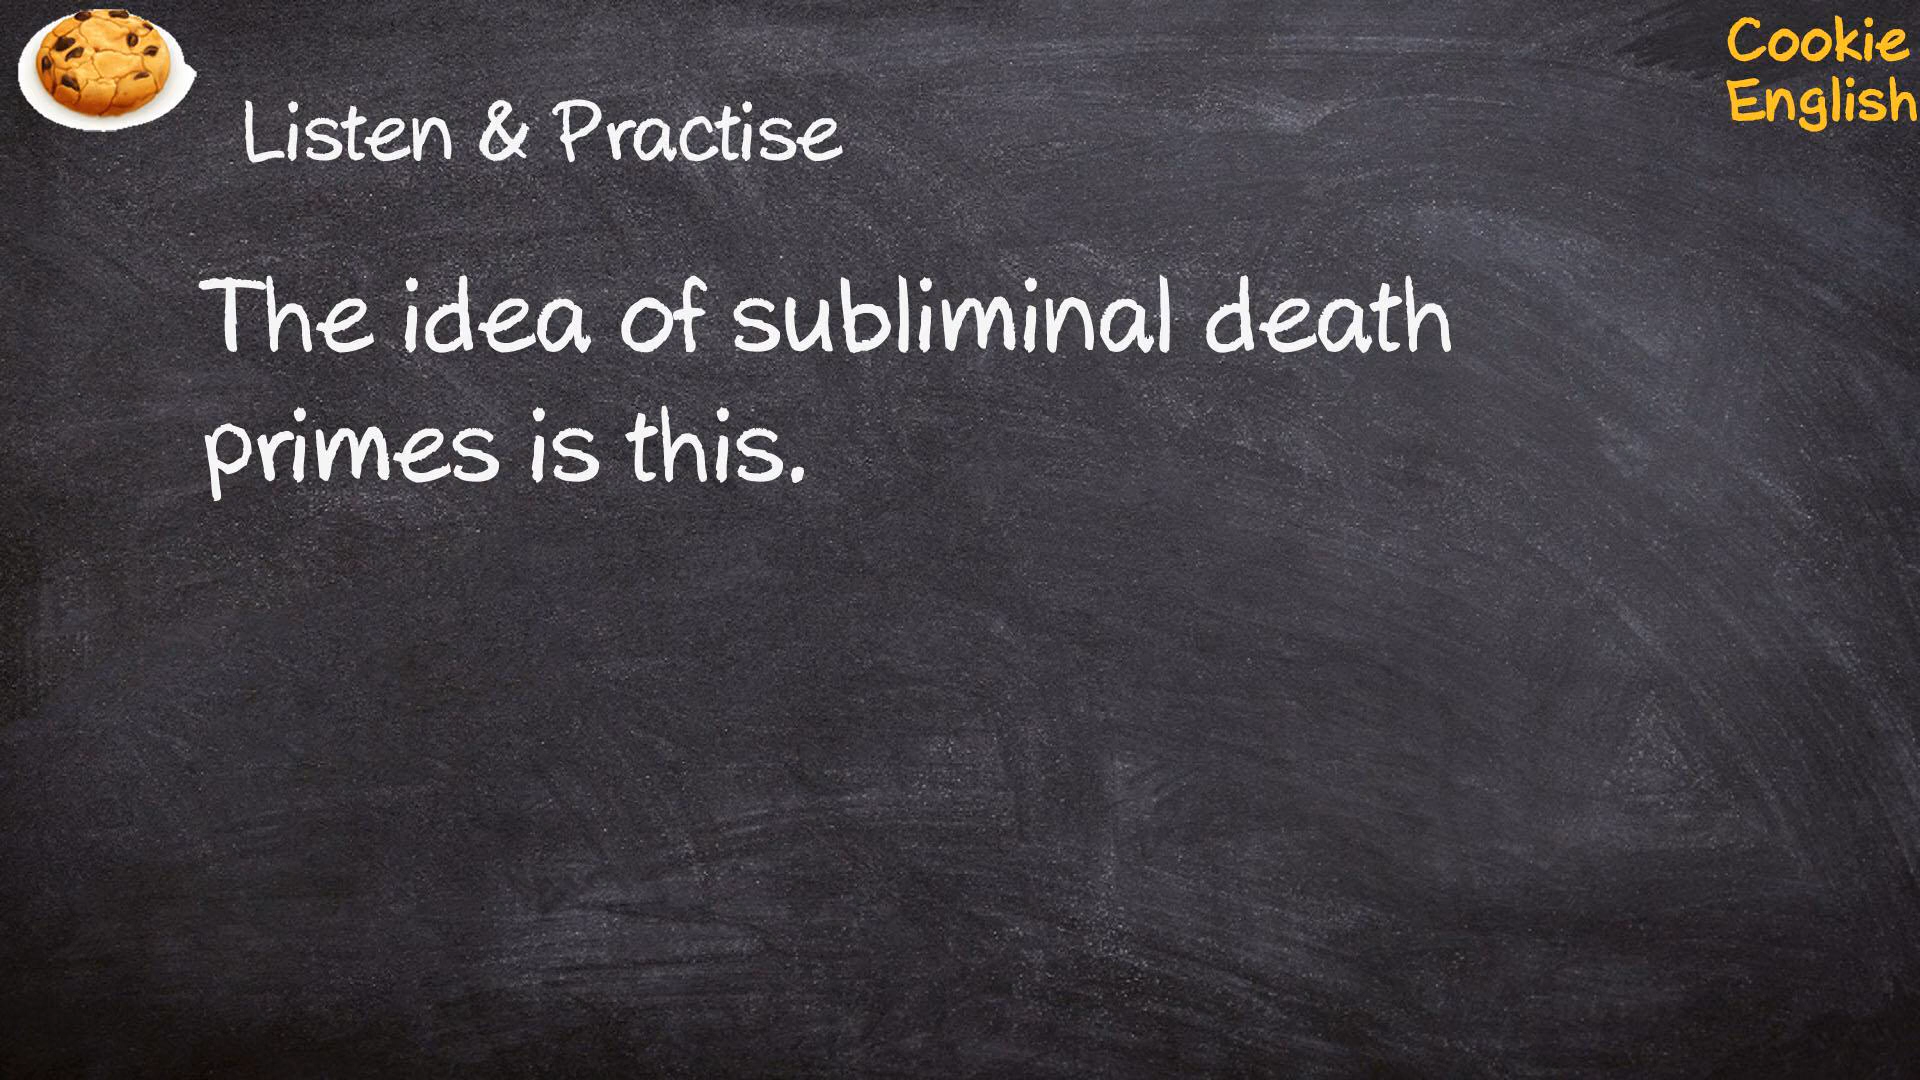 Cookie
English
Listen & Practise
The idea of subliminal death
primes is this.